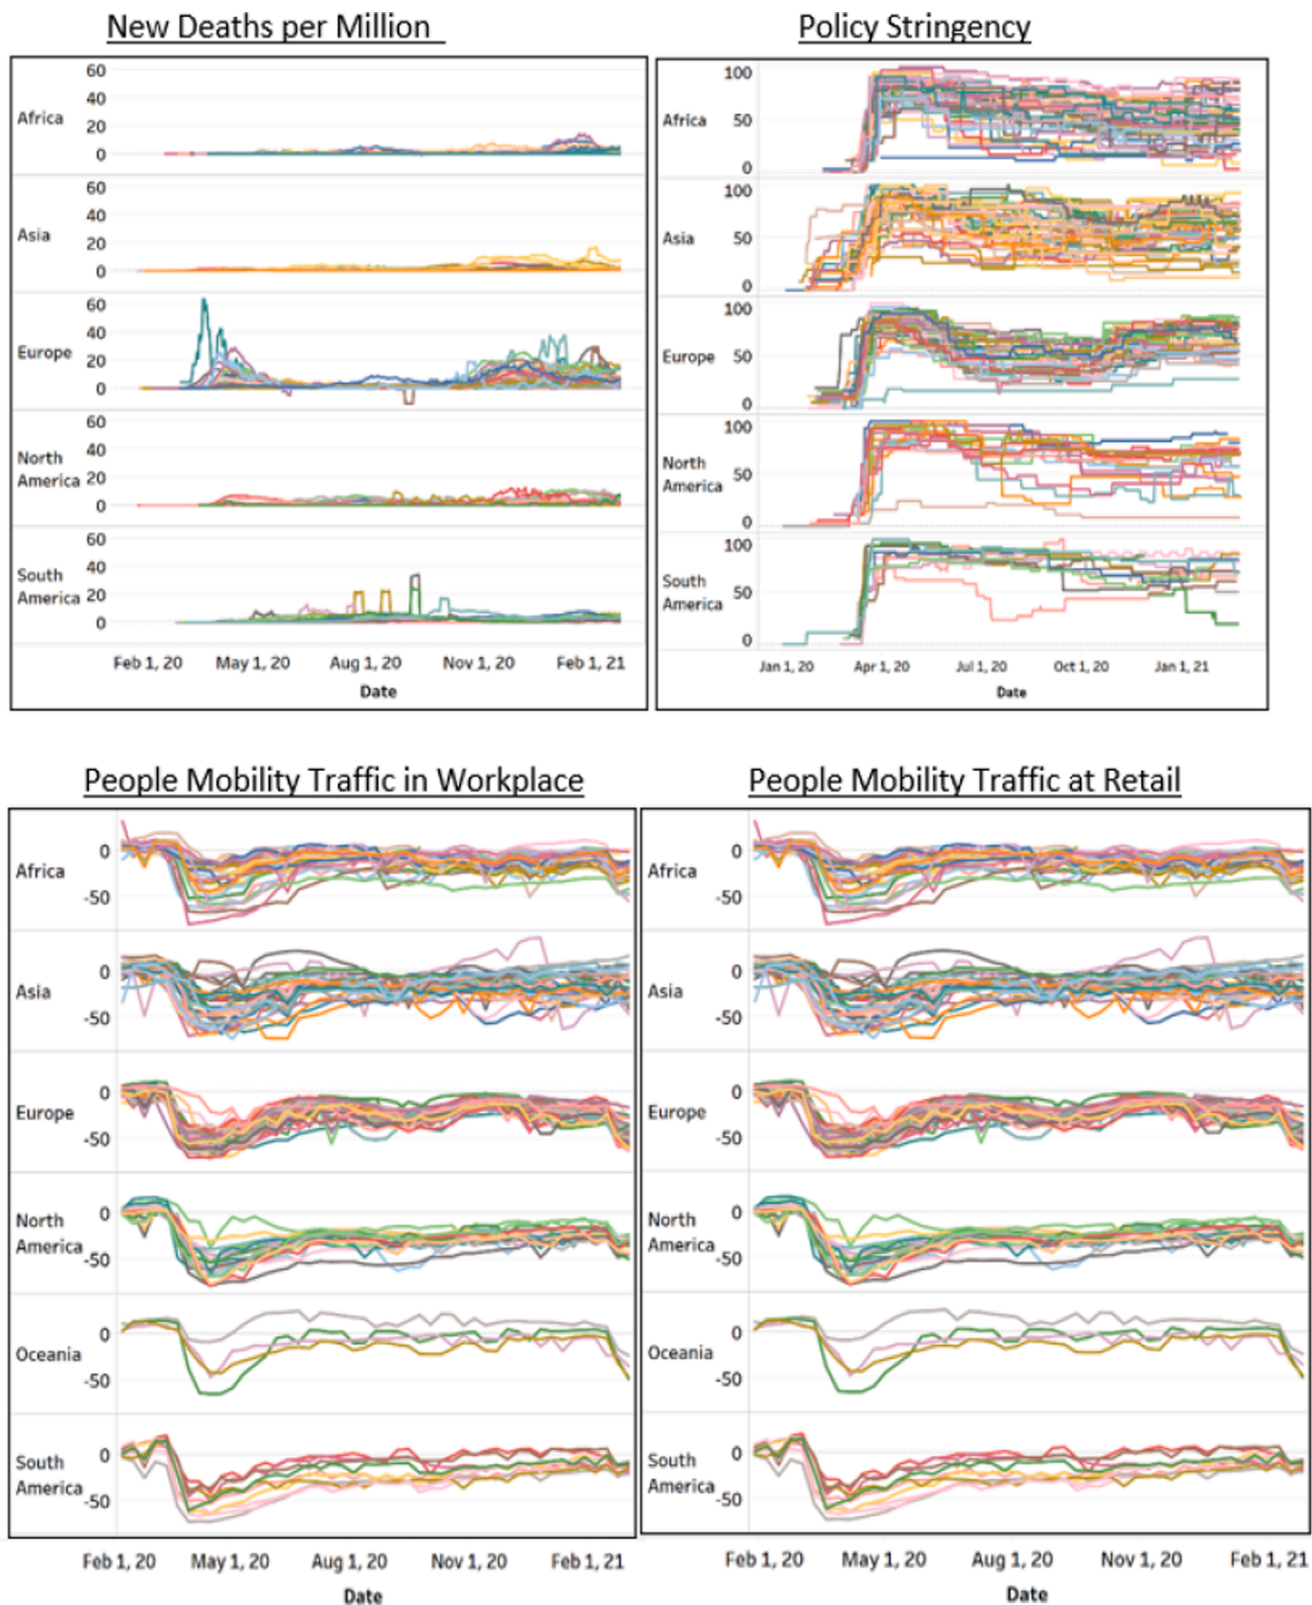 New Deaths per Million
60
40
Africa
20
0
60
40
Asia
20
0
60
40
Europe
20
0
60
40
North
America
20
0
60
40
South
America
20
0
Feb 1, 20 May 1, 20 Aug 1, 20 Nov 1, 20 Feb 1, 21
Date
Policy Stringency
100
Africa
50
0
100
Asia
50
0
100
Europe
50
0
100
North
America
50
0
100
South
America
50
0
Jan 1, 20 Apr 1, 20 Jul 1, 20 Oct 1, 20 Jan 1, 21
Date
People Mobility Traffic in Workplace
0
Africa
-50
0
Asia
-50
0
Europe
-50
0
North
America
-50
0
Oceania
-50
0
South
America
-50
Feb 1, 20 May 1, 20 Aug 1, 20 Nov 1, 20 Feb 1, 21
Date
People Mobility Traffic at Retail
0
Africa
-50
0
Asia
-50
0
Europe
-50
0
North
America
-50
0
Oceania
-50
0
South
America
-50
Feb 1, 20 May 1, 20 Aug 1, 20 Nov 1, 20 Feb 1, 21
Date